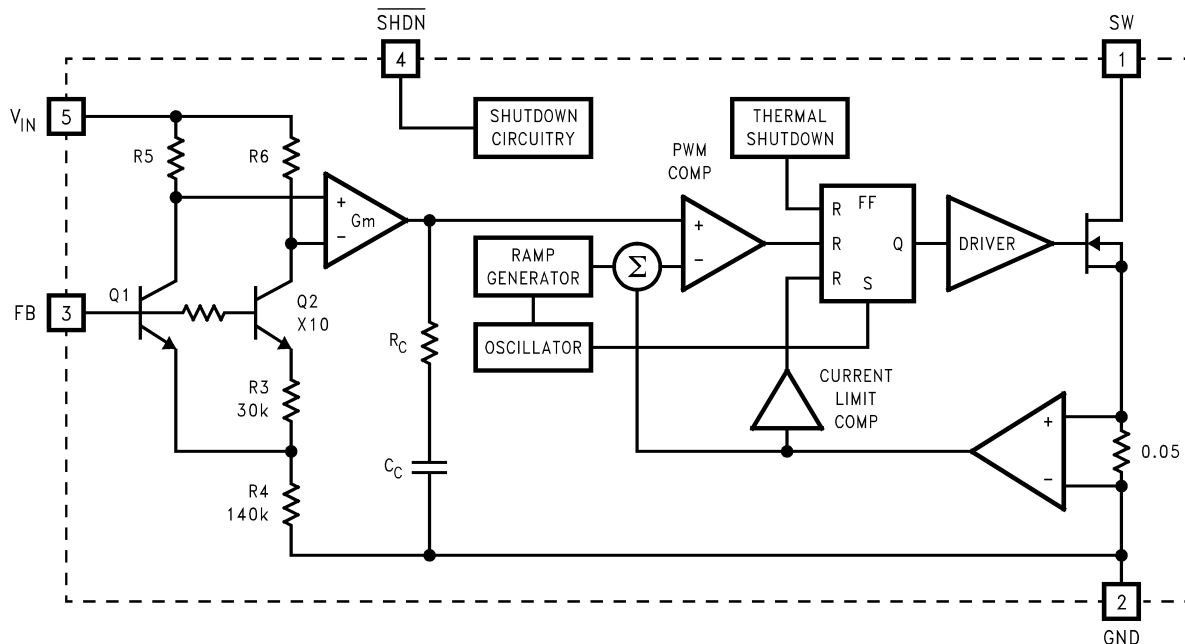 SHDN
SW
4
1
V_IN
5
SHUTDOWN
CIRCUITRY
THERMAL
SHUTDOWN
R5
R6
PWM
COMP
+
Gm
−
+
−
R
FF
R
Q
R
S
DRIVER
RAMP
GENERATOR
Σ
FB
3
Q1
Q2
X10
OSCILLATOR
R_C
R3
30k
CURRENT
LIMIT
COMP
+
−
0.05
C_C
R4
140k
2
GND